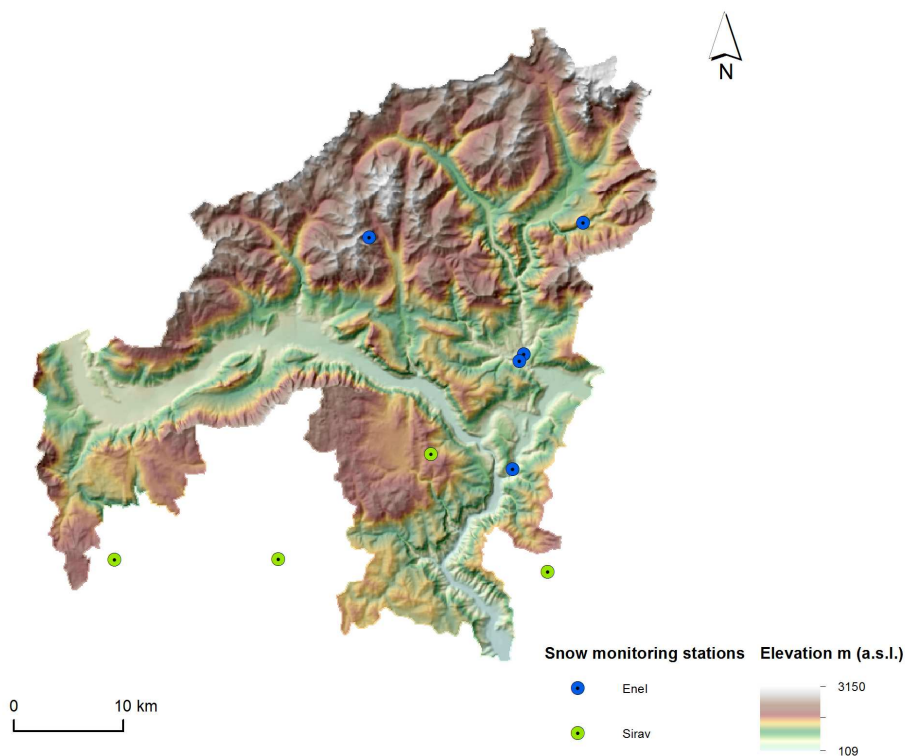 N
Snow monitoring stations
Enel
Sirav
Elevation m (a.s.l.)
3150
109
0 10 km